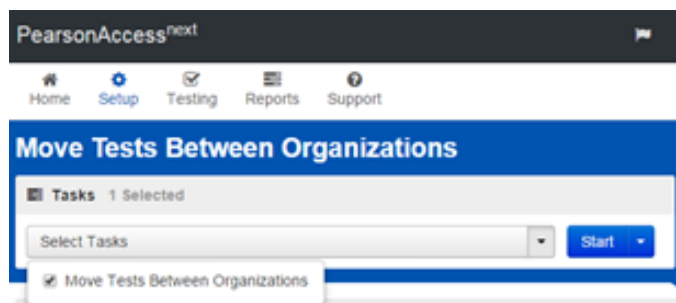 PearsonAccessnext
Home Setup Testing Reports Support
Move Tests Between Organizations
Tasks 1 Selected
Select Tasks Start
Move Tests Between Organizations